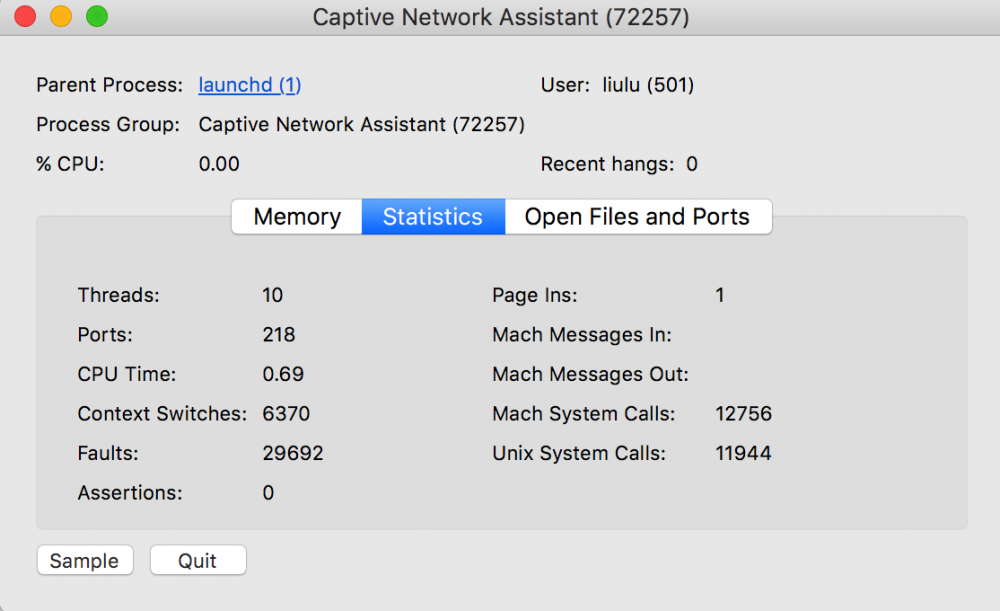 Captive Network Assistant (72257)
Parent Process: launchd (1) User: liulu (501)
Process Group: Captive Network Assistant (72257)
% CPU: 0.00 Recent hangs: 0
Memory Statistics Open Files and Ports
Threads: 10 Page Ins: 1
Ports: 218 Mach Messages In:
CPU Time: 0.69 Mach Messages Out:
Context Switches: 6370 Mach System Calls: 12756
Faults: 29692 Unix System Calls: 11944
Assertions: 0
Sample Quit